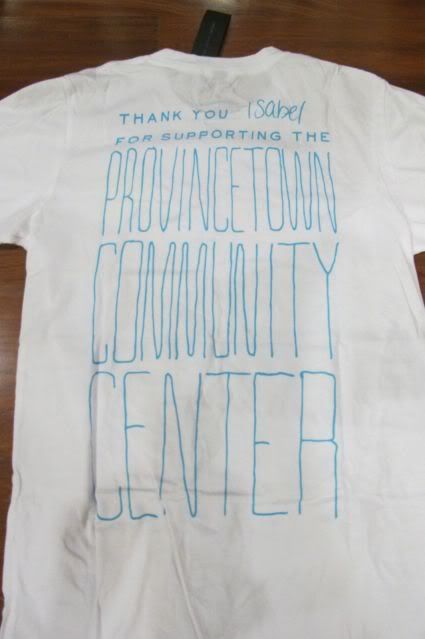 THANK YOU Isabel
FOR SUPPORTING THE
PROVINCETOWN
COMMUNITY
CENTER